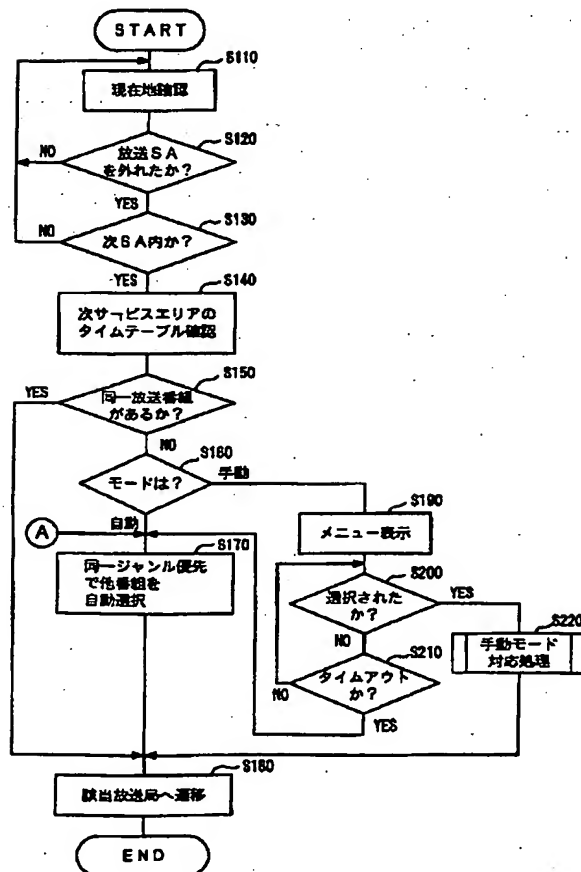 START
S110
現在地確認
S120
放送SA
を外れたか?
NO
YES
S130
次SA内か?
NO
YES
S140
次サービスエリアの
タイムテーブル確認
S150
同一放送番組
があるか?
YES
NO
S160
モードは?
手動
自動
A
S170
同一ジャンル優先
で他番組を
自動選択
S190
メニュー表示
S200
選択された
か?
YES
NO
S210
タイムアウト
か?
NO
YES
S220
手動モード
対応処理
S180
該当放送局へ遷移
END